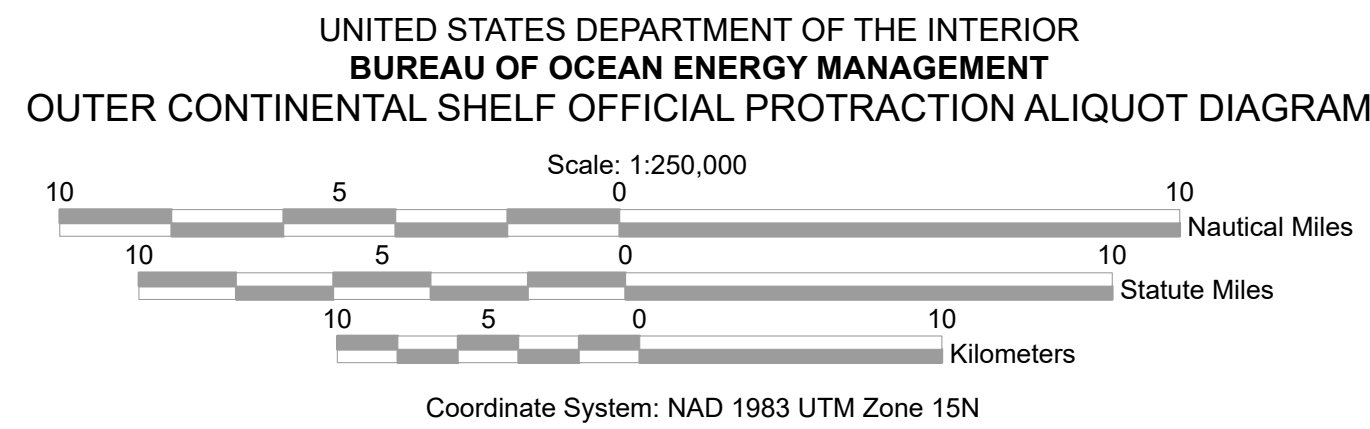 UNITED STATES DEPARTMENT OF THE INTERIOR
BUREAU OF OCEAN ENERGY MANAGEMENT
OUTER CONTINENTAL SHELF OFFICIAL PROTRACTION ALIQUOT DIAGRAM
Scale: 1:250,000
10 5 0 10
Nautical Miles
10 5 0 10
Statute Miles
10 5 0 10
Kilometers
Coordinate System: NAD 1983 UTM Zone 15N